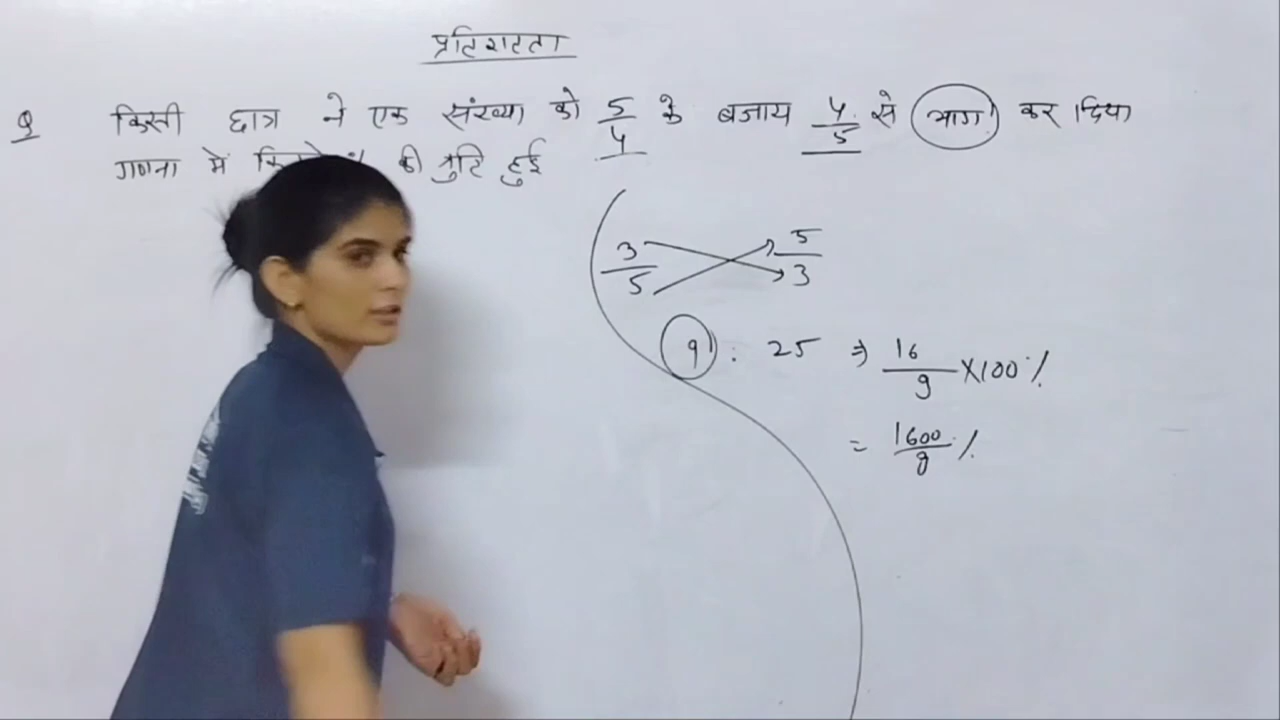 प्रतिशतता
Q किसी छात्र ने एक संख्या को 5/4 के बजाय 4/5 से भाग कर दिया
गणना में की त्रुटि हुई
3/5 5/3
9 : 25 ⇒ 16/9 × 100 %
= 1600/9 %